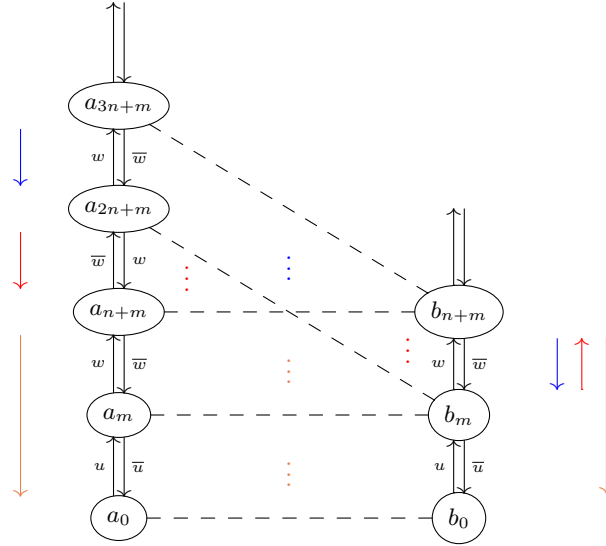 a_{3n+m}
w \overline{w}
a_{2n+m}
\overline{w} w
a_{n+m} b_{n+m}
w \overline{w} w \overline{w}
a_m b_m
u \overline{u} u \overline{u}
a_0 b_0